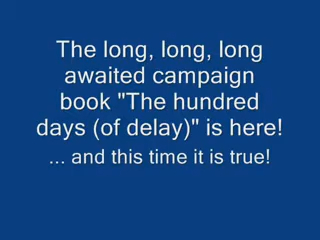 The long, long, long
awaited campaign
book "The hundred
days (of delay)" is here!
... and this time it is true!